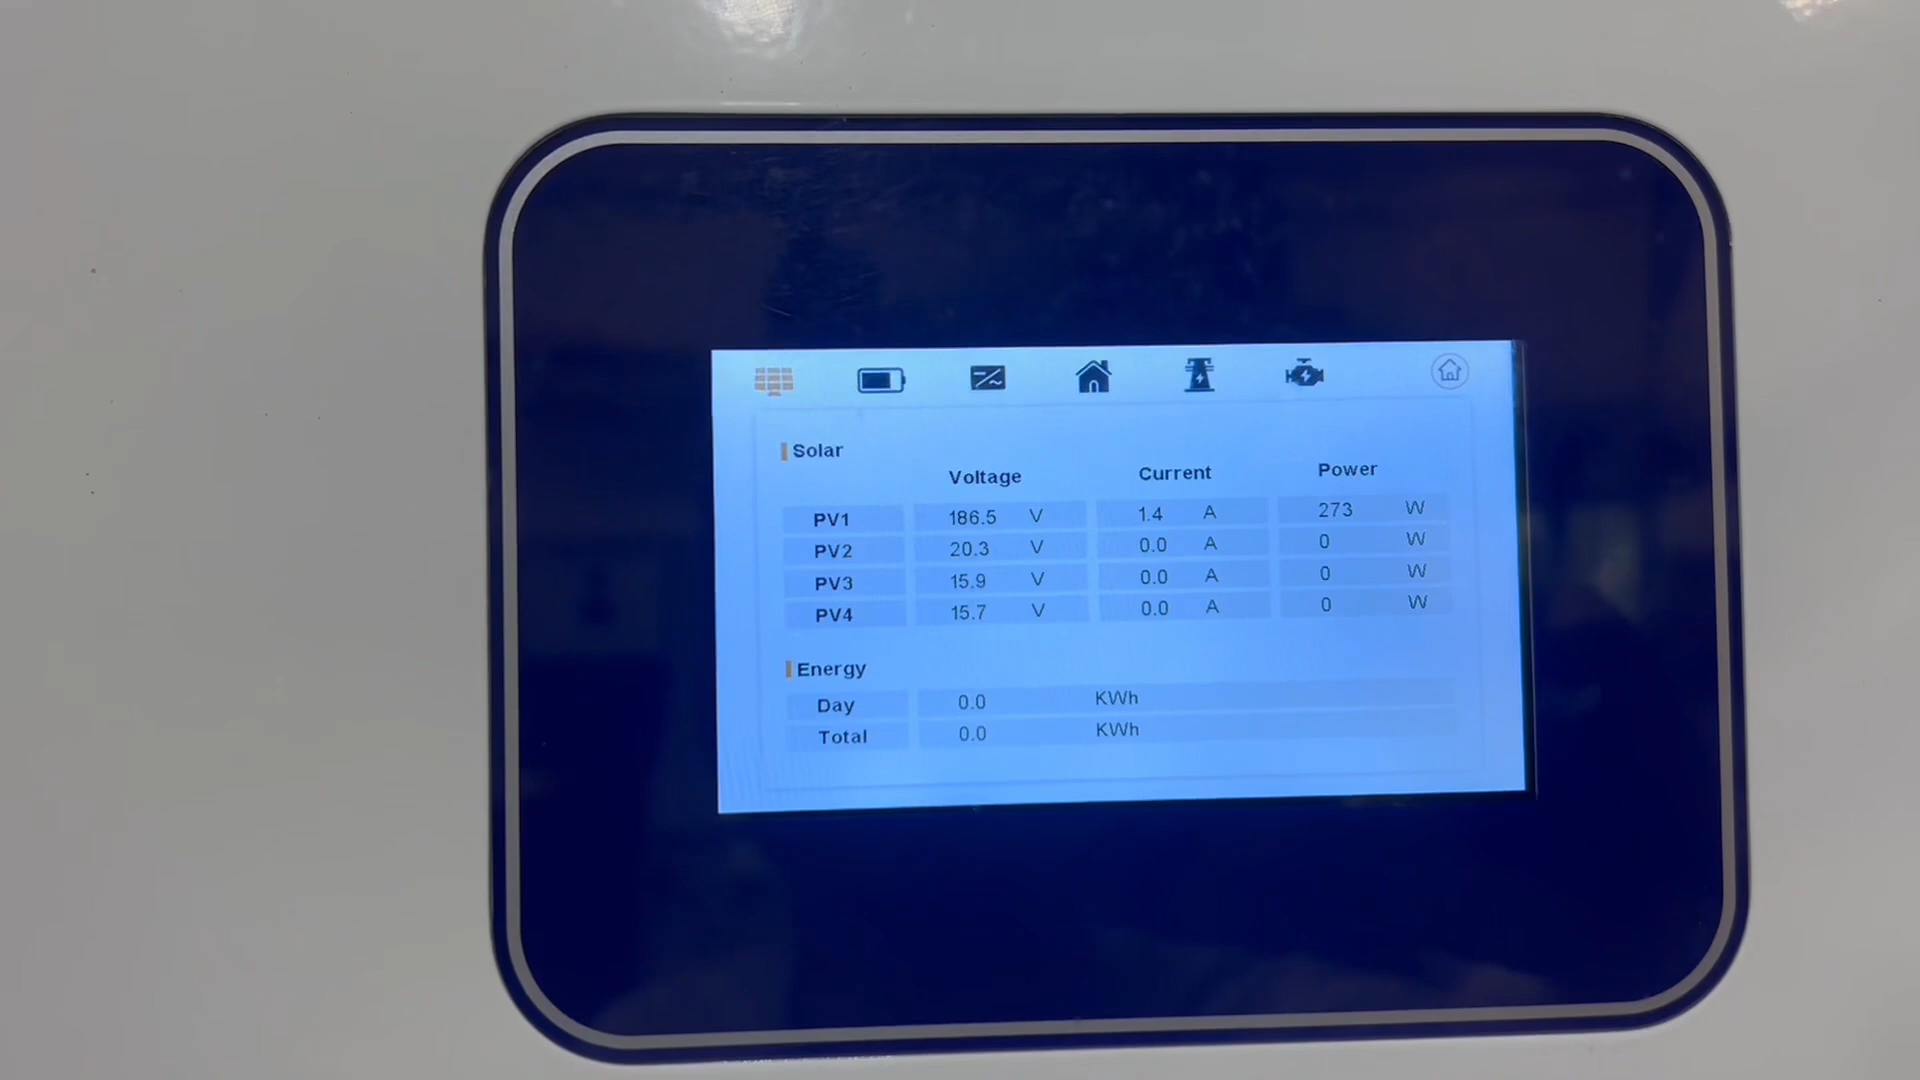 Solar
Voltage Current Power
PV1 186.5 V 1.4 A 273 W
PV2 20.3 V 0.0 A 0 W
PV3 15.9 V 0.0 A 0 W
PV4 15.7 V 0.0 A 0 W
Energy
Day 0.0 KWh
Total 0.0 KWh